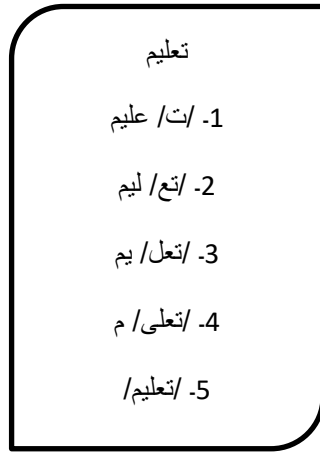 تعليم
1- /ت/ عليم
2- /تع/ ليم
3- /تعل/ يم
4- /تعلى/ م
5- /تعليم/